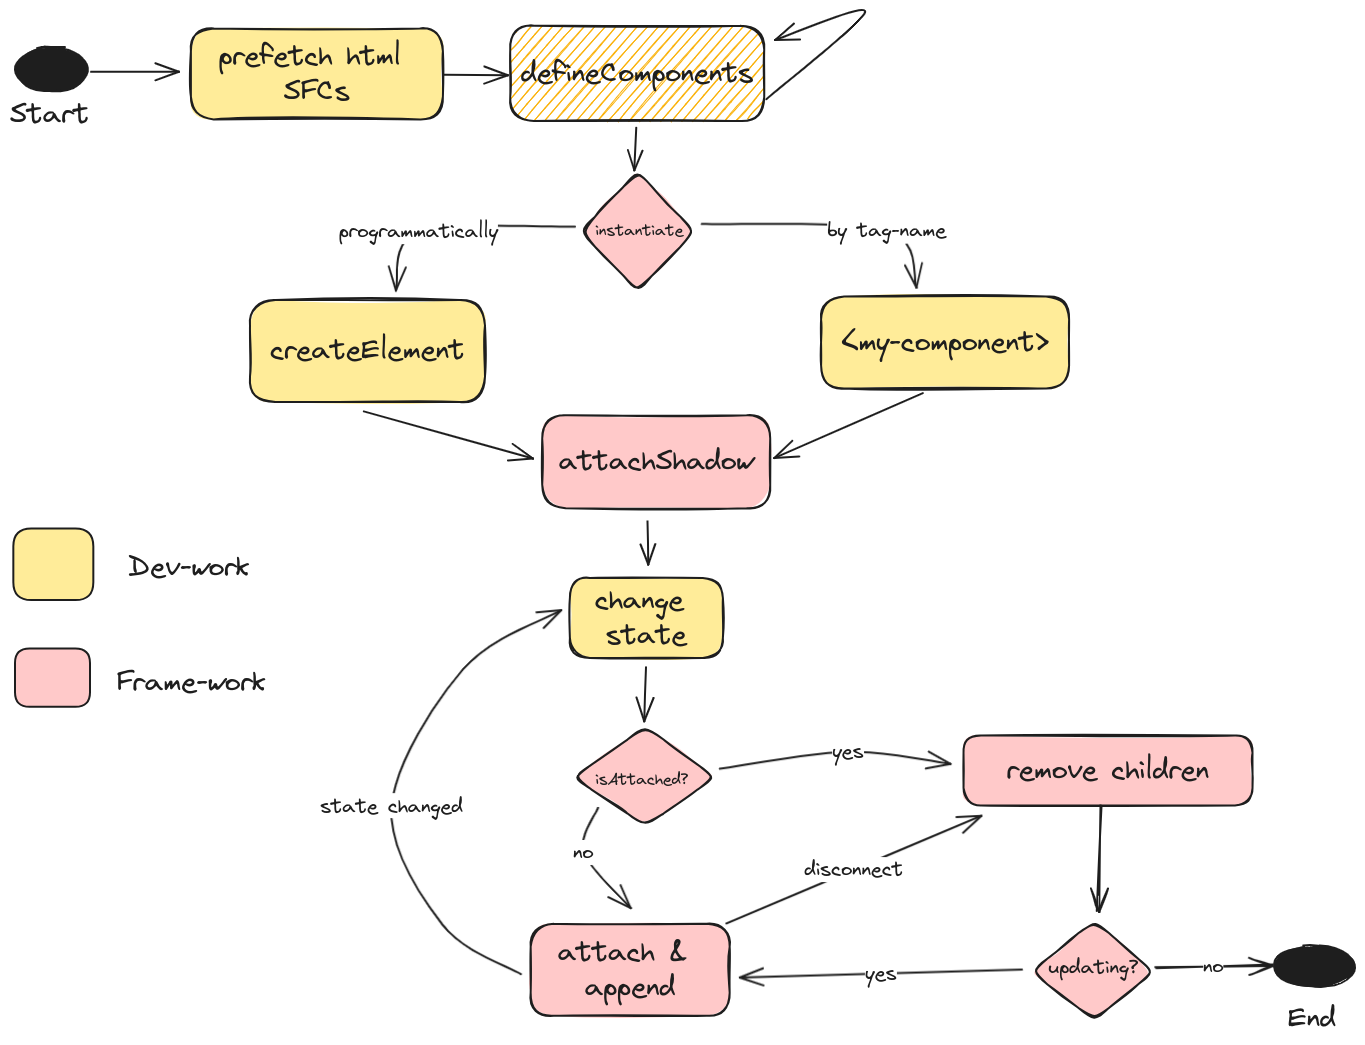 Start
prefetch html
SFCs
defineComponents
instantiate
programmatically
by tag-name
createElement
<my-component>
attachShadow
Dev-work
Frame-work
change
state
isAttached?
yes
remove children
state changed
no
disconnect
attach &
append
yes
updating?
no
End